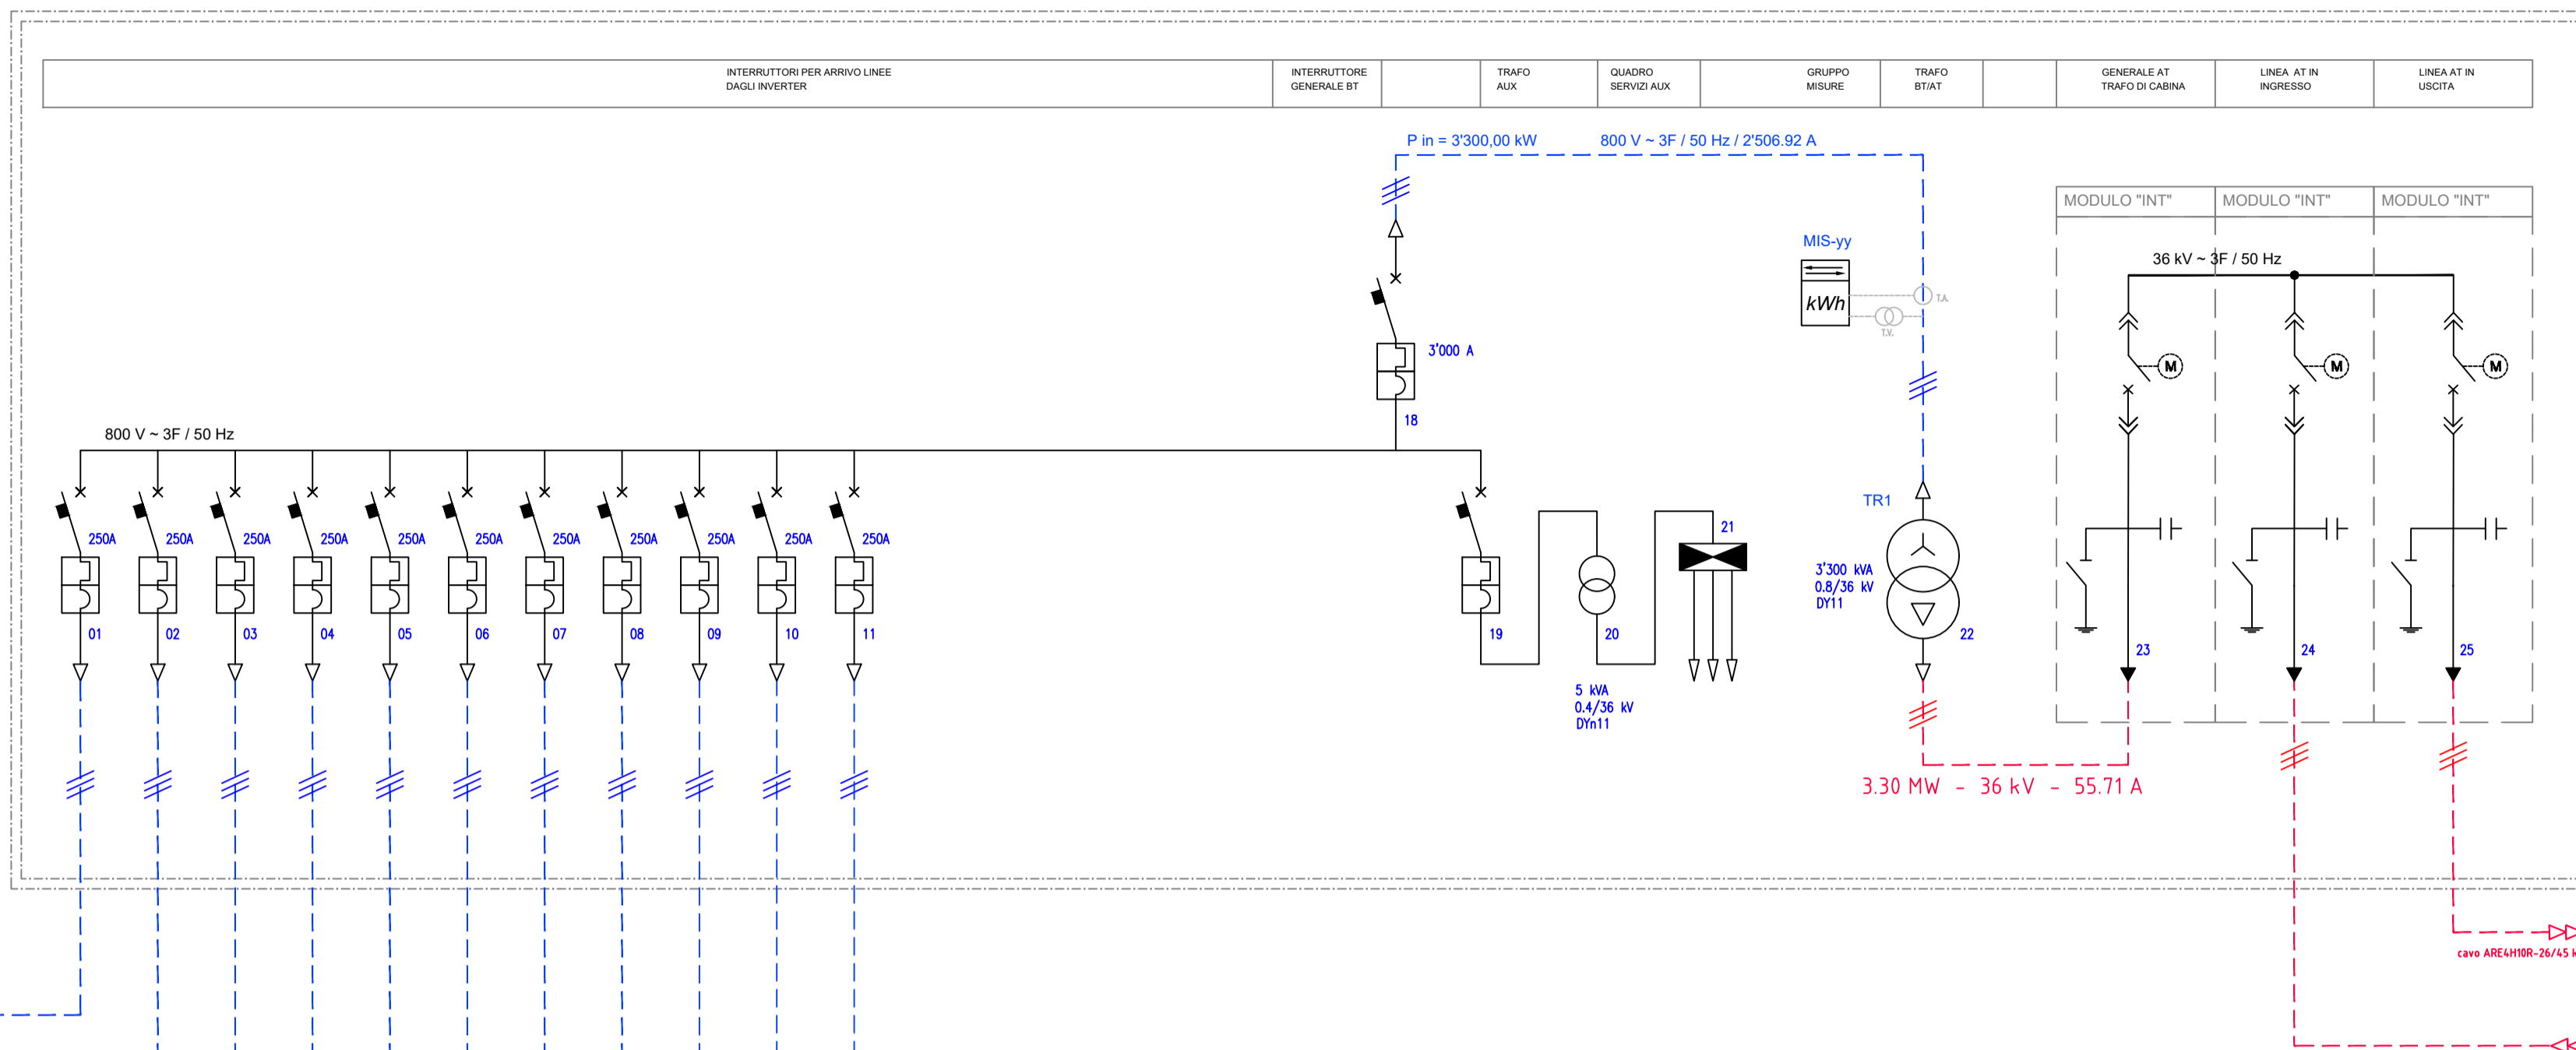 INTERRUTTORI PER ARRIVO LINEE
DAGLI INVERTER
INTERRUTTORE
GENERALE BT
TRAFO
AUX
QUADRO
SERVIZI AUX
GRUPPO
MISURE
TRAFO
BT/AT
GENERALE AT
TRAFO DI CABINA
LINEA AT IN
INGRESSO
LINEA AT IN
USCITA
P in = 3'300,00 kW
800 V ~ 3F / 50 Hz / 2'506.92 A
MODULO "INT"
MODULO "INT"
MODULO "INT"
MIS-yy
kWh
T.A.
T.V.
36 kV ~ 3F / 50 Hz
M
M
M
3'000 A
18
800 V ~ 3F / 50 Hz
250A
250A
250A
250A
250A
250A
250A
250A
250A
250A
250A
01
02
03
04
05
06
07
08
09
10
11
19
20
21
5 kVA
0.4/36 kV
DYn11
TR1
3'300 kVA
0.8/36 kV
DY11
22
23
24
25
3.30 MW - 36 kV - 55.71 A
cavo ARE4H10R-26/45 k